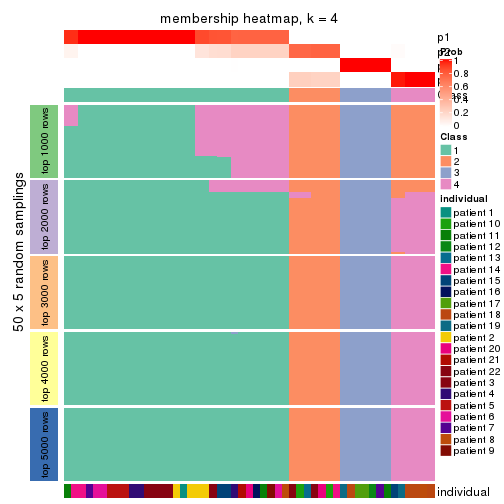 membership heatmap, k = 4
p1
p2
Prob
1
0.8
0.6
0.4
0.2
0
Class
1
2
3
4
Individual
patient 1
patient 10
patient 11
patient 12
patient 13
patient 14
patient 15
patient 16
patient 17
patient 18
patient 19
patient 2
patient 20
patient 21
patient 22
patient 3
patient 4
patient 5
patient 6
patient 7
patient 8
patient 9
50 x 5 random samplings
top 1000 rows
top 2000 rows
top 3000 rows
top 4000 rows
top 5000 rows
individual